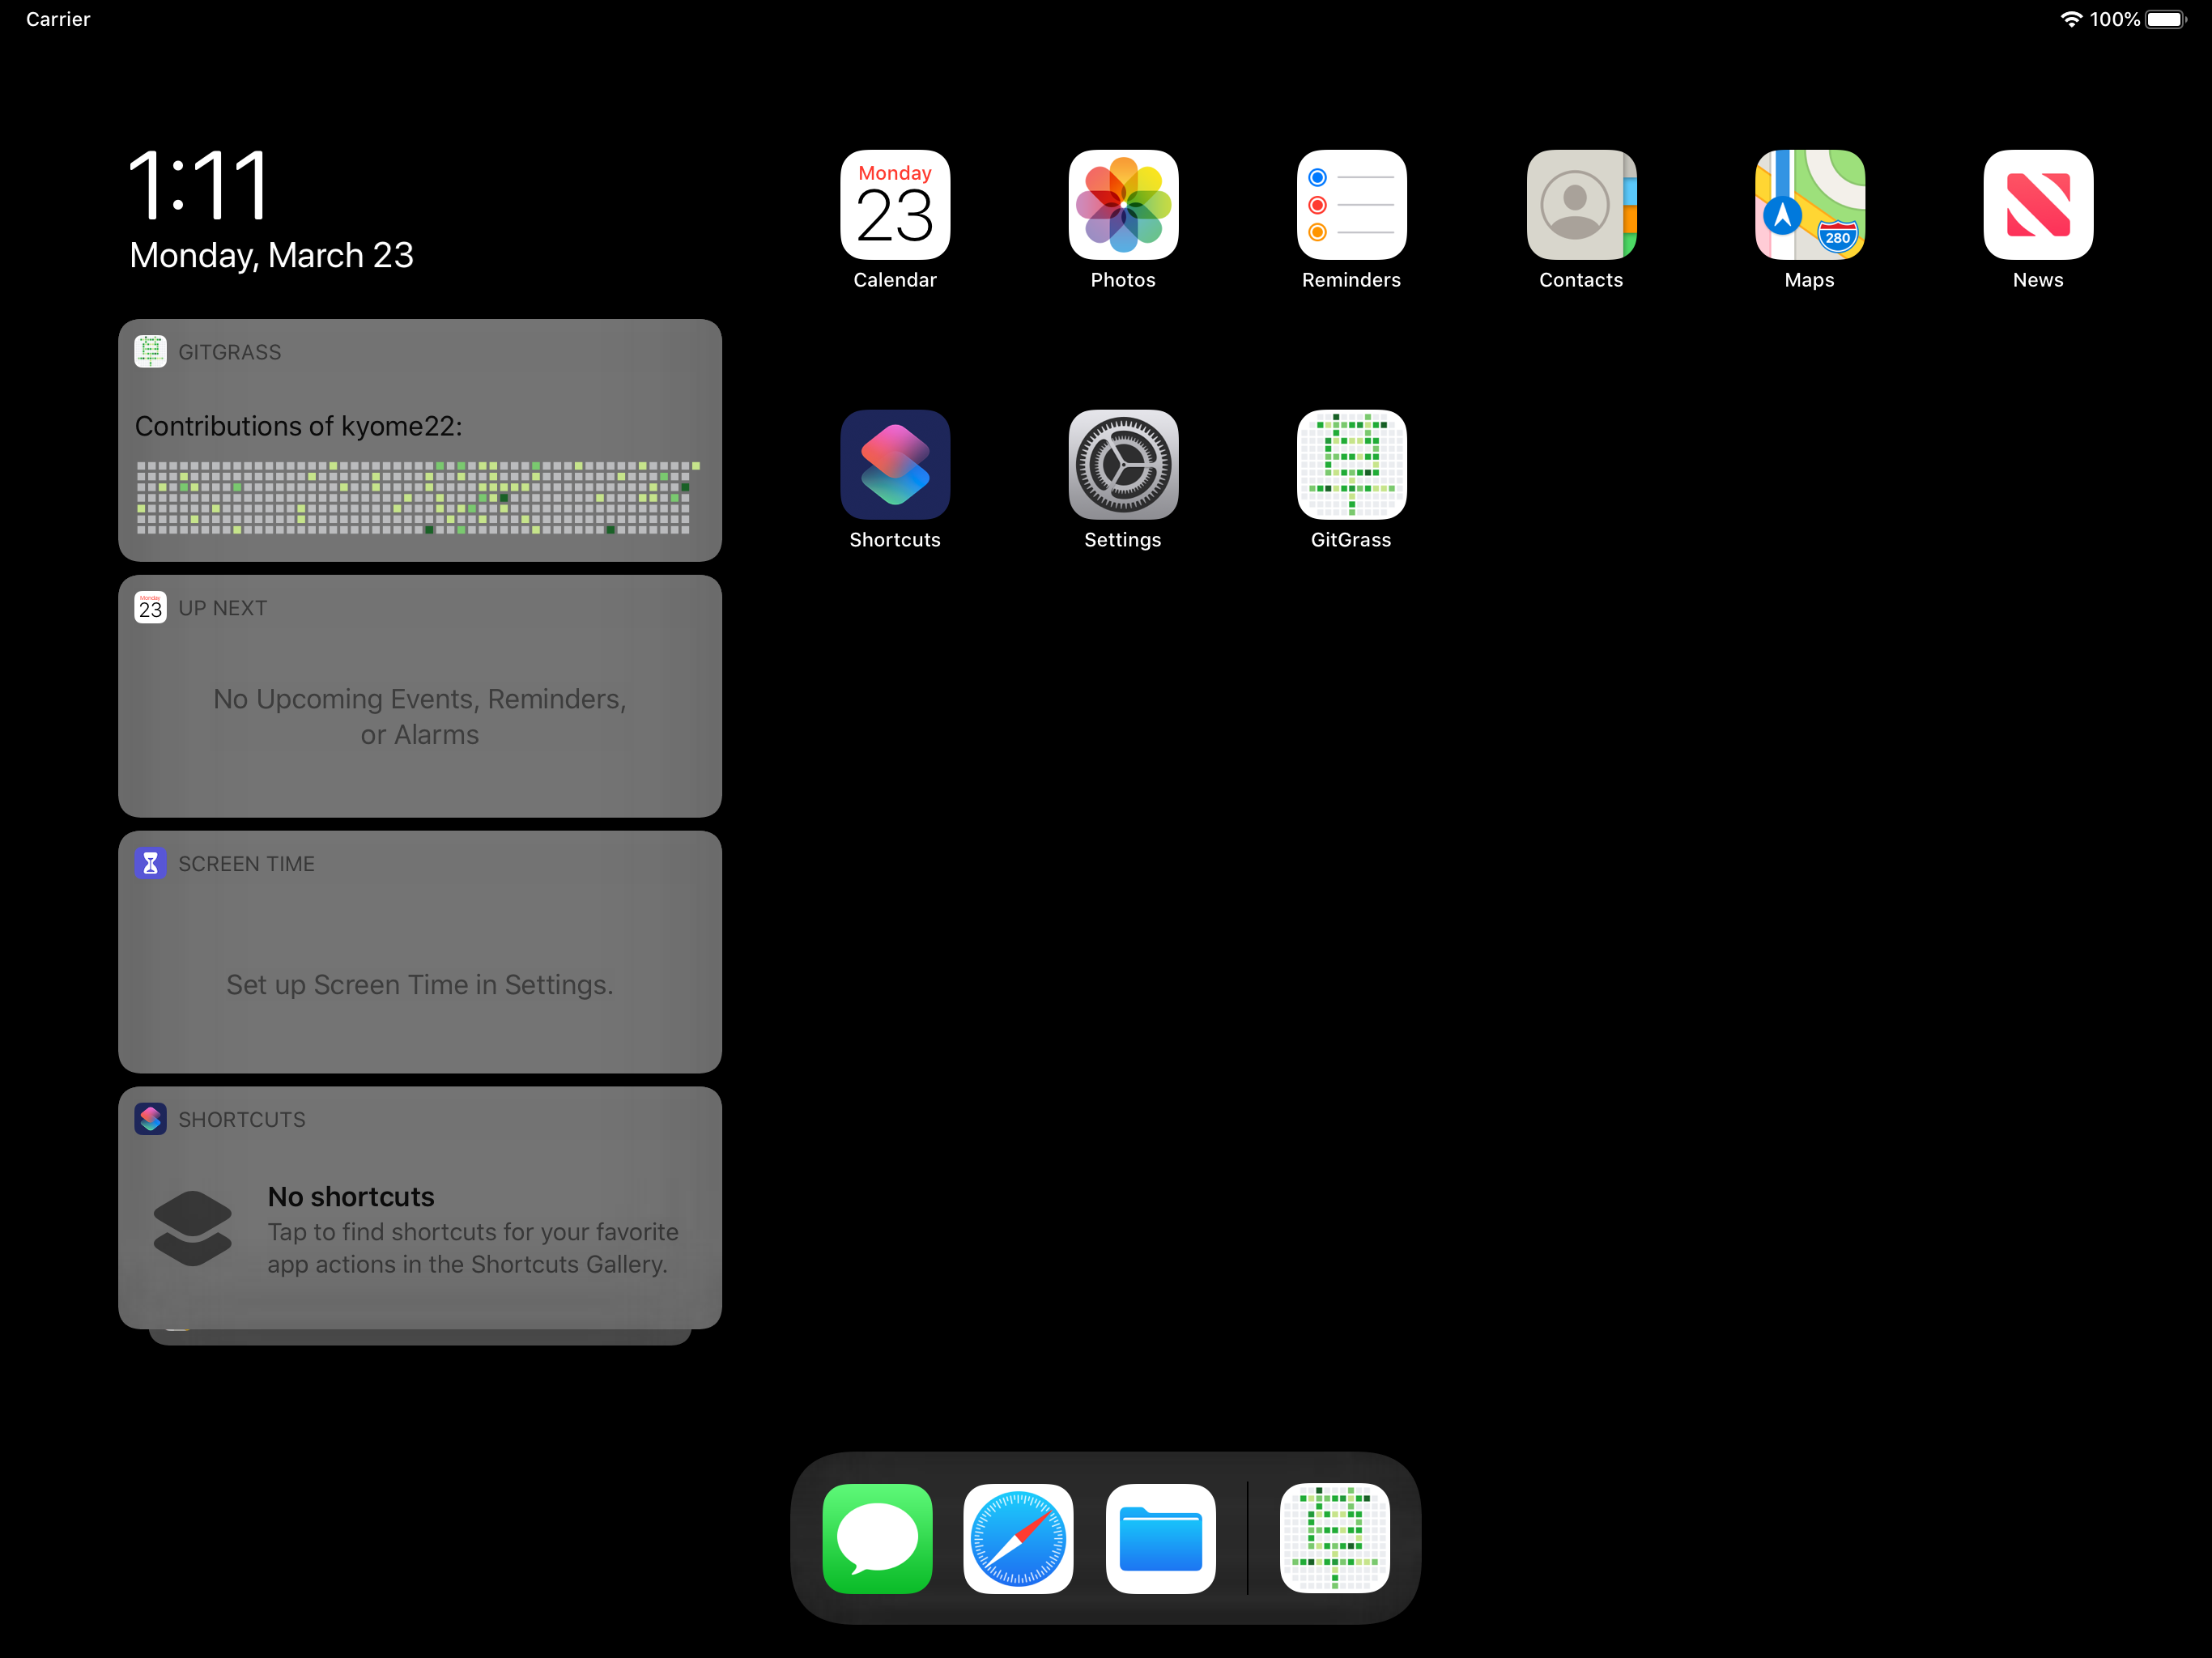 Carrier
100%
1:11
Monday, March 23
Monday
23
Calendar
Photos
Reminders
Contacts
280
Maps
News
GITGRASS
Contributions of kyome22:
Shortcuts
Settings
GitGrass
Monday
23
UP NEXT
No Upcoming Events, Reminders,
or Alarms
SCREEN TIME
Set up Screen Time in Settings.
SHORTCUTS
No shortcuts
Tap to find shortcuts for your favorite
app actions in the Shortcuts Gallery.